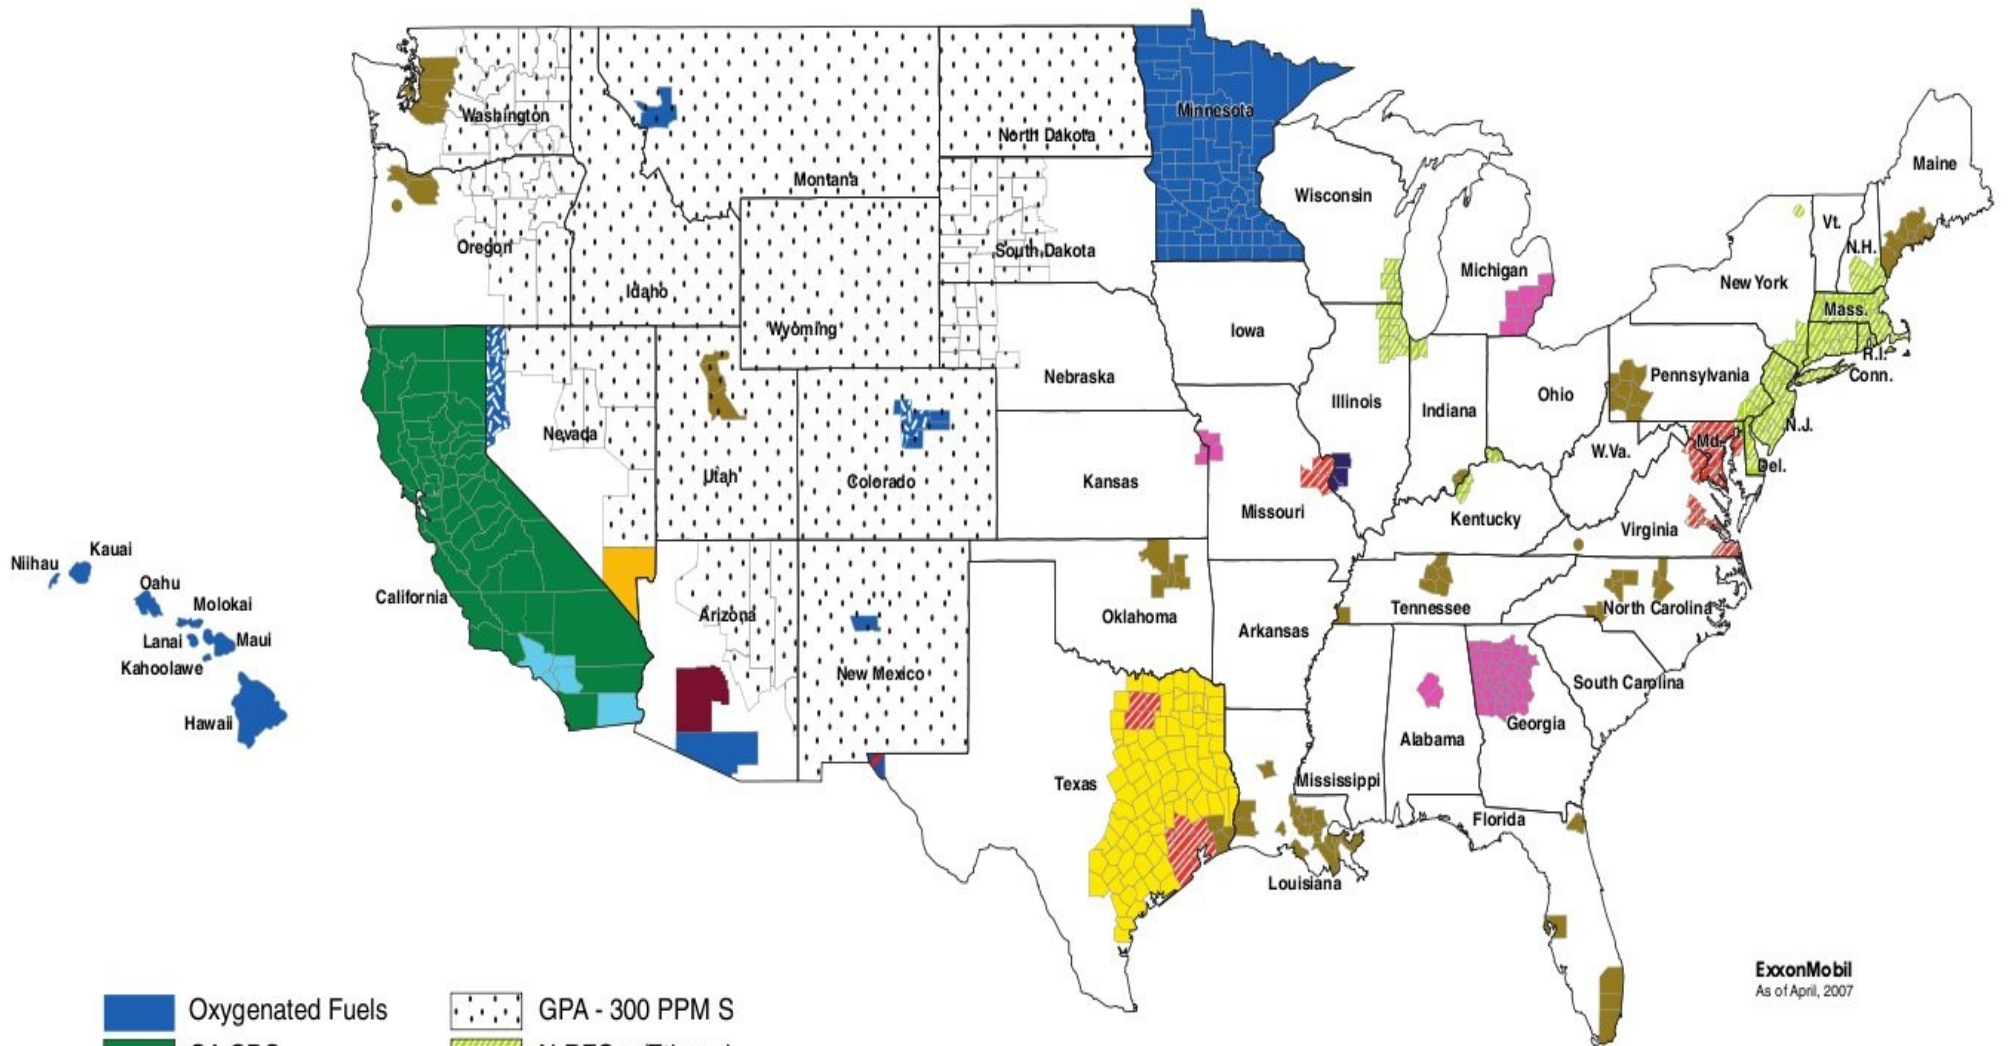 Washington
Montana
North Dakota
Minnesota
Maine
Wisconsin
Vt.
N.H.
Oregon
Idaho
South Dakota
Michigan
New York
Mass.
Wyoming
Iowa
R.I.
Conn.
Nebraska
Pennsylvania
Nevada
Illinois
Indiana
Ohio
N.J.
Utah
Colorado
Kansas
W.Va.
Md.
Del.
Missouri
Kentucky
Virginia
Niihau
Kauai
Oahu
Molokai
Lanai
Maui
Kahoolawe
Hawaii
California
Arizona
New Mexico
Oklahoma
Arkansas
Tennessee
North Carolina
South Carolina
Texas
Mississippi
Alabama
Georgia
Florida
Louisiana
ExxonMobil
As of April, 2007
Oxygenated Fuels
GPA - 300 PPM S